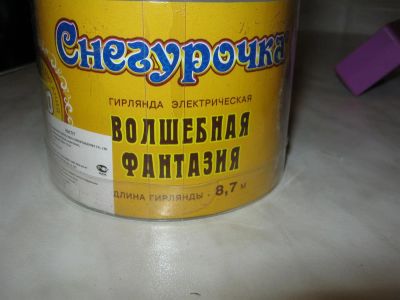 Снегурочка
ГИРЛЯНДА ЭЛЕКТРИЧЕСКАЯ
ВОЛШЕБНАЯ
ФАНТАЗИЯ
ДЛИНА ГИРЛЯНДЫ - 8,7 м